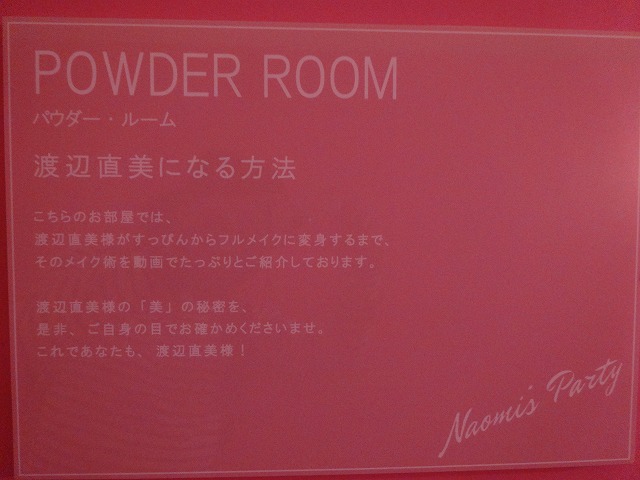 POWDER ROOM
パウダー・ルーム
渡辺直美になる方法
こちらのお部屋では、
渡辺直美様がすっぴんからフルメイクに変身するまで、
そのメイク術を動画でたっぷりとご紹介しております。
渡辺直美様の「美」の秘密を、
是非、ご自身の目でお確かめくださいませ。
これであなたも、渡辺直美様！
Naomi's Party